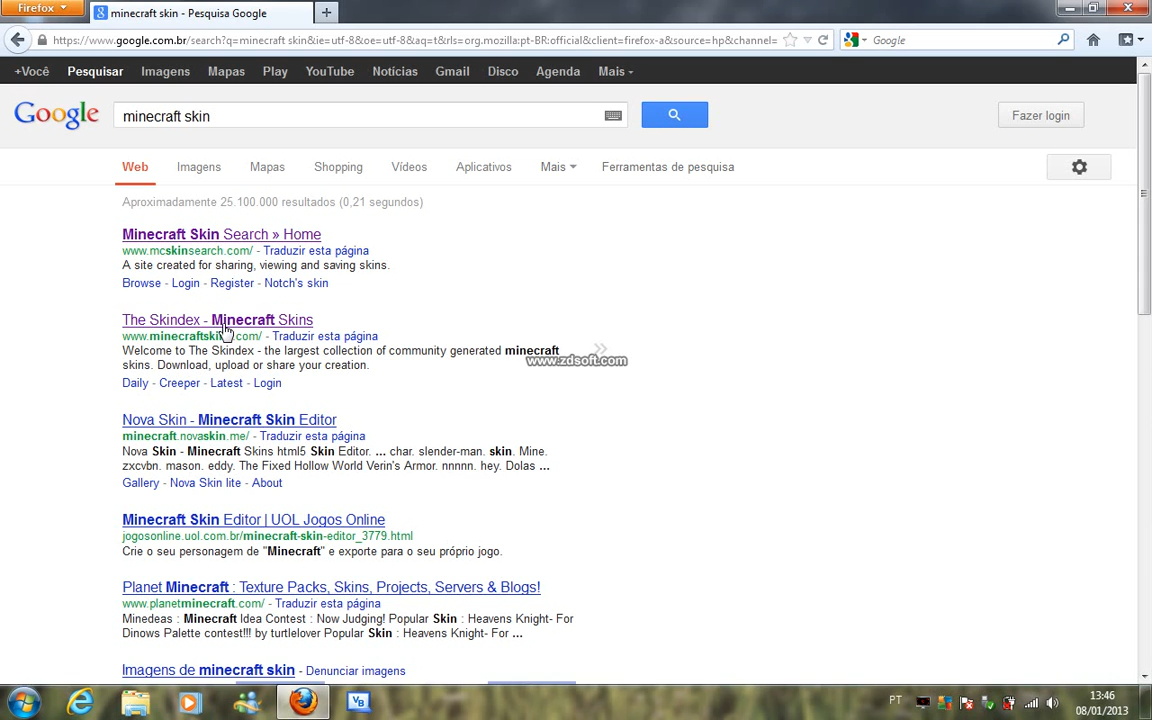 Firefox
minecraft skin - Pesquisa Google
https://www.google.com.br/search?q=minecraft skin&ie=utf-8&oe=utf-8&aq=t&rls=org.mozilla:pt-BR:official&client=firefox-a&source=hp&channel=
Google
+Você Pesquisar Imagens Mapas Play YouTube Notícias Gmail Disco Agenda Mais
Google
minecraft skin
Fazer login
Web Imagens Mapas Shopping Vídeos Aplicativos Mais Ferramentas de pesquisa
Aproximadamente 25.100.000 resultados (0,21 segundos)
Minecraft Skin Search » Home
www.mcskinsearch.com/ - Traduzir esta página
A site created for sharing, viewing and saving skins.
Browse - Login - Register - Notch's skin
The Skindex - Minecraft Skins
www.minecraftskin .com/ - Traduzir esta página
Welcome to The Skindex - the largest collection of community generated minecraft
skins. Download, upload or share your creation.
www.zdsoft.com
Daily - Creeper - Latest - Login
Nova Skin - Minecraft Skin Editor
minecraft.novaskin.me/ - Traduzir esta página
Nova Skin - Minecraft Skins html5 Skin Editor. ... char. slender-man. skin. Mine.
zxcvbn. mason. eddy. The Fixed Hollow World Verin's Armor. nnnnn. hey. Dolas ...
Gallery - Nova Skin lite - About
Minecraft Skin Editor | UOL Jogos Online
jogosonline.uol.com.br/minecraft-skin-editor_3779.html
Crie o seu personagem de "Minecraft" e exporte para o seu próprio jogo.
Planet Minecraft : Texture Packs, Skins, Projects, Servers & Blogs!
www.planetminecraft.com/ - Traduzir esta página
Minedeas : Minecraft Idea Contest : Now Judging! Popular Skin : Heavens Knight- For
Dinows Palette contest!!! by turtlelover Popular Skin : Heavens Knight- For ...
Imagens de minecraft skin - Denunciar imagens
PT
13:46
08/01/2013